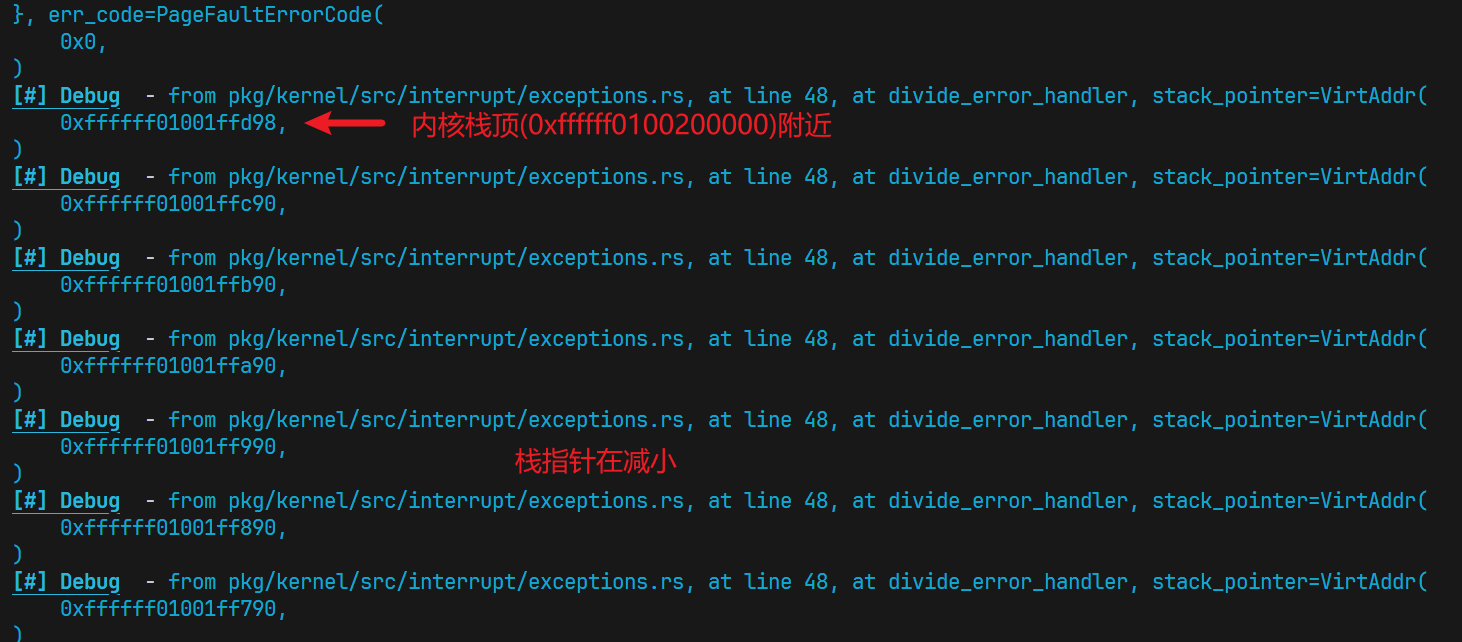 }, err_code=PageFaultErrorCode(
    0x0,
)
[#] Debug  - from pkg/kernel/src/interrupt/exceptions.rs, at line 48, at divide_error_handler, stack_pointer=VirtAddr(
    0xffffff01001ffd98, 内核栈顶(0xffffff0100200000)附近
)
[#] Debug  - from pkg/kernel/src/interrupt/exceptions.rs, at line 48, at divide_error_handler, stack_pointer=VirtAddr(
    0xffffff01001ffc90,
)
[#] Debug  - from pkg/kernel/src/interrupt/exceptions.rs, at line 48, at divide_error_handler, stack_pointer=VirtAddr(
    0xffffff01001ffb90,
)
[#] Debug  - from pkg/kernel/src/interrupt/exceptions.rs, at line 48, at divide_error_handler, stack_pointer=VirtAddr(
    0xffffff01001ffa90,
)
[#] Debug  - from pkg/kernel/src/interrupt/exceptions.rs, at line 48, at divide_error_handler, stack_pointer=VirtAddr(
    0xffffff01001ff990,
栈指针在减小
)
[#] Debug  - from pkg/kernel/src/interrupt/exceptions.rs, at line 48, at divide_error_handler, stack_pointer=VirtAddr(
    0xffffff01001ff890,
)
[#] Debug  - from pkg/kernel/src/interrupt/exceptions.rs, at line 48, at divide_error_handler, stack_pointer=VirtAddr(
    0xffffff01001ff790,
)